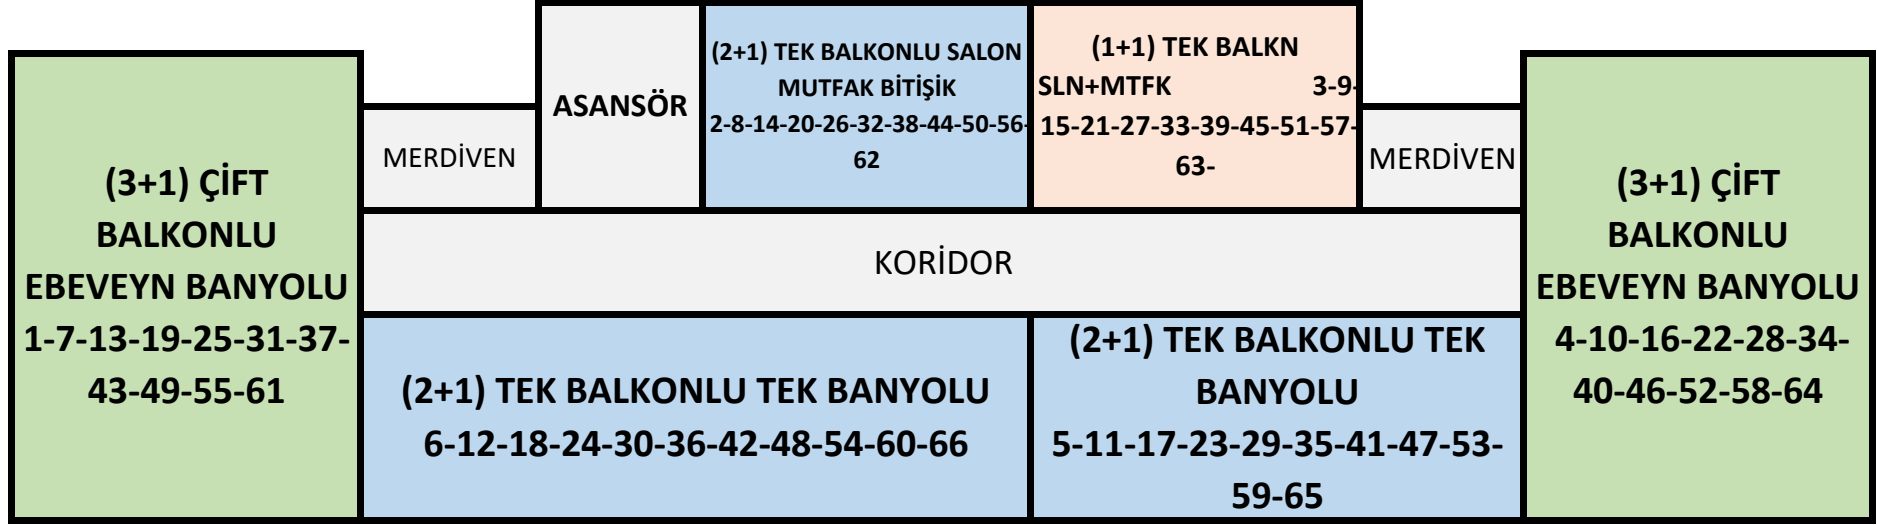 (3+1) ÇİFT
BALKONLU
EBEVEYN BANYOLU
1-7-13-19-25-31-37-
43-49-55-61
MERDİVEN
ASANSÖR
(2+1) TEK BALKONLU SALON
MUTFAK BİTİŞİK
2-8-14-20-26-32-38-44-50-56-
62
(1+1) TEK BALKN
SLN+MTFK 3-9-
15-21-27-33-39-45-51-57-
63-
MERDİVEN
(3+1) ÇİFT
BALKONLU
EBEVEYN BANYOLU
4-10-16-22-28-34-
40-46-52-58-64
KORİDOR
(2+1) TEK BALKONLU TEK BANYOLU
6-12-18-24-30-36-42-48-54-60-66
(2+1) TEK BALKONLU TEK
BANYOLU
5-11-17-23-29-35-41-47-53-
59-65